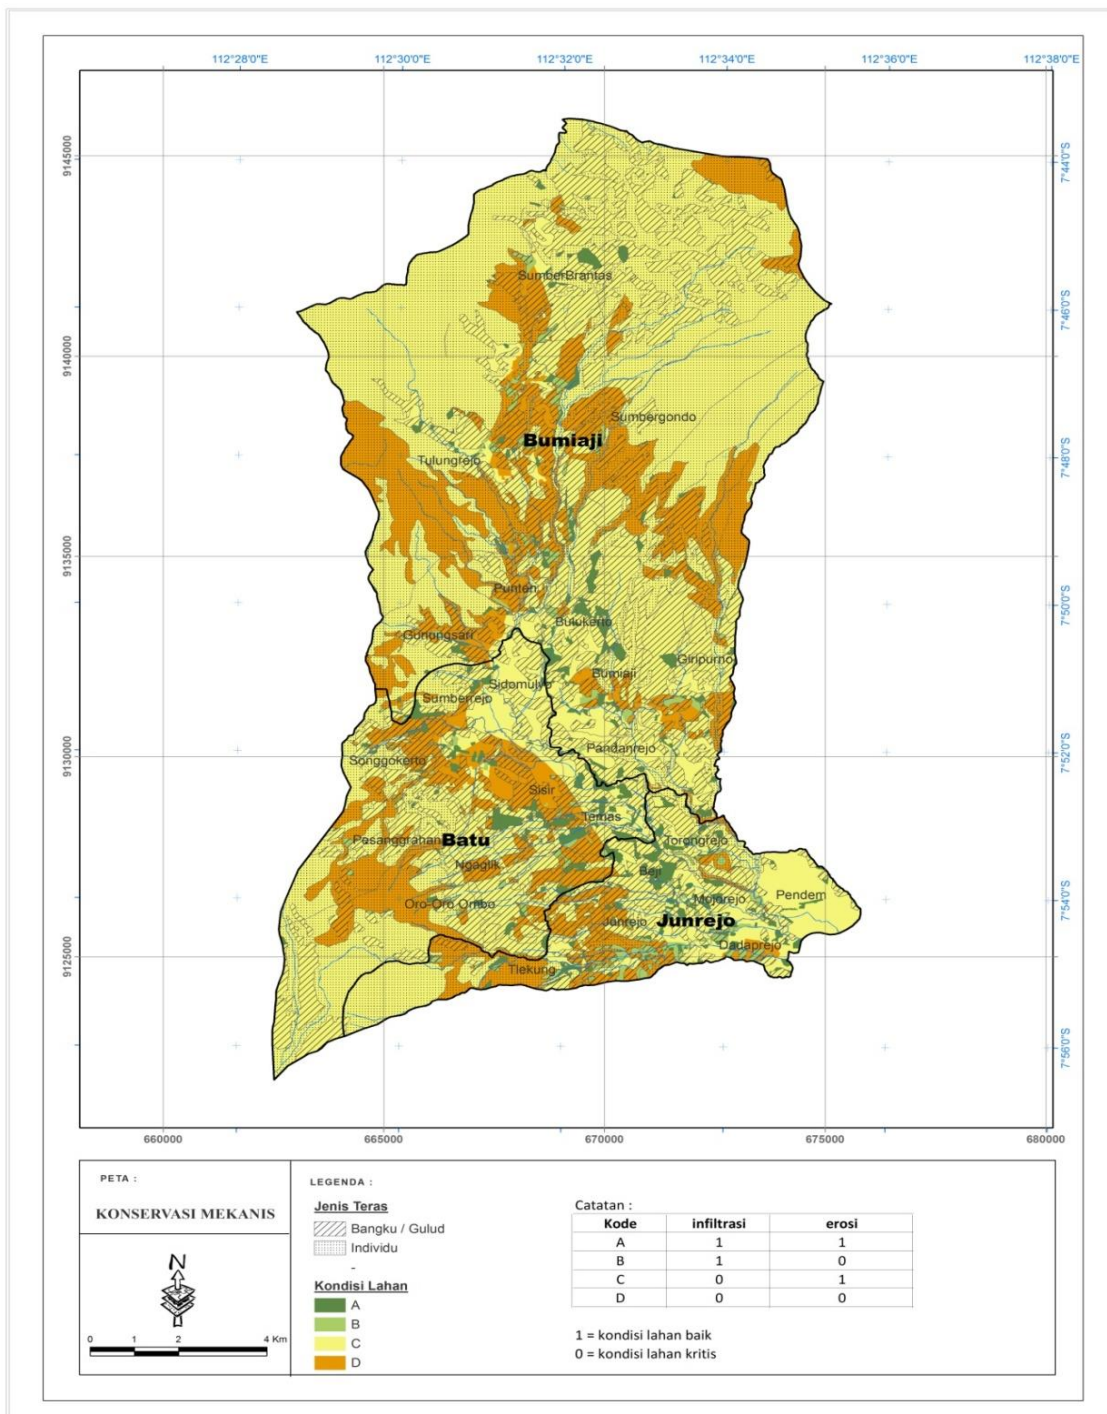 112°28'0"E 112°30'0"E 112°32'0"E 112°34'0"E 112°36'0"E 112°38'0"E
9145000
7°44'0"S
SumberBrantas
7°46'0"S
9140000
Sumbergondo
Bumiaji
Tulungrejo
7°48'0"S
9135000
Punten
7°50'0"S
Bulukerto
Gunungsari
Giripurno
Bumiaji
Sidomulyo
Sumberrejo
Pandanrejo
7°52'0"S
9130000
Songgokerto
Sisir
Temas
Pesanggrahan
Batu
Torongrejo
Ngaglik
Beji
Pendem
Mojorejo
7°54'0"S
Oro-Oro Ombo
Junrejo
Junrejo
Dadaprejo
9125000
Tlekung
7°56'0"S
660000 665000 670000 675000 680000
PETA :
KONSERVASI MEKANIS
N
0 1 2 4 Km
LEGENDA :
Jenis Teras
Bangku / Gulud
Individu
-
Kondisi Lahan
A
B
C
D
Catatan :
Kode infiltrasi erosi
A 1 1
B 1 0
C 0 1
D 0 0
1 = kondisi lahan baik
0 = kondisi lahan kritis